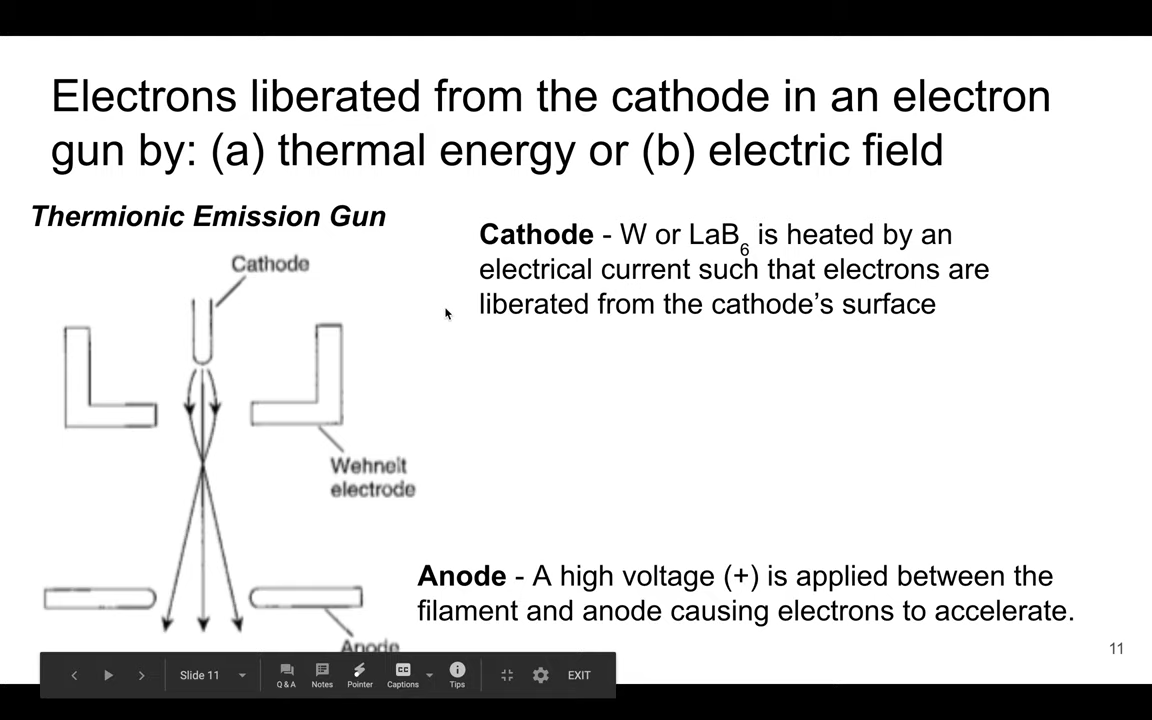 Electrons liberated from the cathode in an electron
gun by: (a) thermal energy or (b) electric field
Thermionic Emission Gun
Cathode
Wehnelt
electrode
Anode
Cathode - W or LaB6 is heated by an
electrical current such that electrons are
liberated from the cathode’s surface
Anode - A high voltage (+) is applied between the
filament and anode causing electrons to accelerate.
11
Slide 11
Q & A
Notes
Pointer
CC
Captions
Tips
EXIT